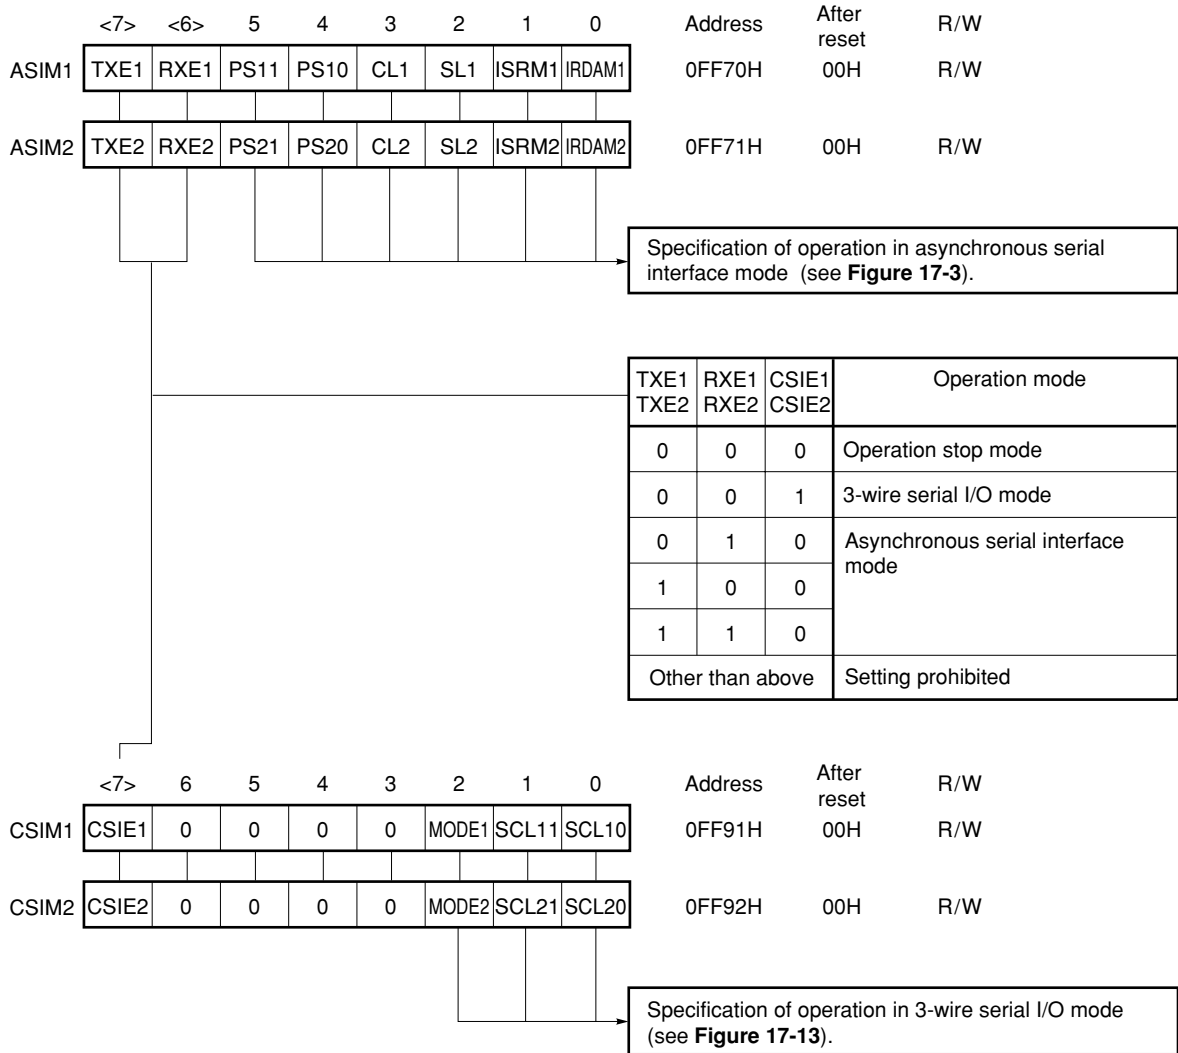 <7> <6> 5 4 3 2 1 0 Address After reset R/W
ASIM1 TXE1 RXE1 PS11 PS10 CL1 SL1 ISRM1 IRDAM1 0FF70H 00H R/W
ASIM2 TXE2 RXE2 PS21 PS20 CL2 SL2 ISRM2 IRDAM2 0FF71H 00H R/W
Specification of operation in asynchronous serial
interface mode (see Figure 17-3).
TXE1 RXE1 CSIE1 Operation mode
TXE2 RXE2 CSIE2
0 0 0 Operation stop mode
0 0 1 3-wire serial I/O mode
0 1 0 Asynchronous serial interface
mode
1 0 0
1 1 0
Other than above Setting prohibited
<7> 6 5 4 3 2 1 0 Address After reset R/W
CSIM1 CSIE1 0 0 0 0 MODE1 SCL11 SCL10 0FF91H 00H R/W
CSIM2 CSIE2 0 0 0 0 MODE2 SCL21 SCL20 0FF92H 00H R/W
Specification of operation in 3-wire serial I/O mode
(see Figure 17-13).